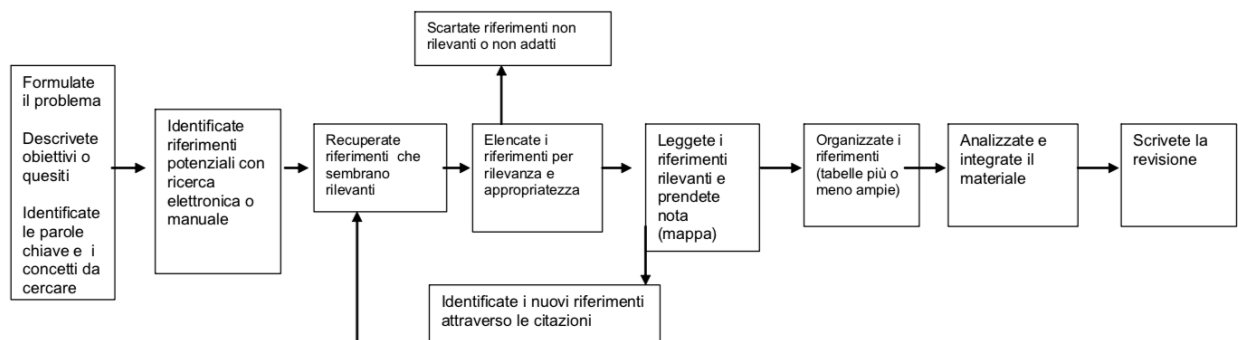 Scartate riferimenti non
rilevanti o non adatti
Formulate
il problema
Descrivete
obiettivi o
quesiti
Identificate
le parole
chiave e i
concetti da
cercare
Identificate
riferimenti
potenziali con
ricerca
elettronica o
manuale
Recuperate
riferimenti che
sembrano
rilevanti
Elencate i
riferimenti per
rilevanza e
appropriatezza
Leggete i
riferimenti
rilevanti e
prendete
nota
(mappa)
Organizzate i
riferimenti
(tabelle più o
meno ampie)
Analizzate e
integrate il
materiale
Scrivete la
revisione
Identificate i nuovi riferimenti
attraverso le citazioni